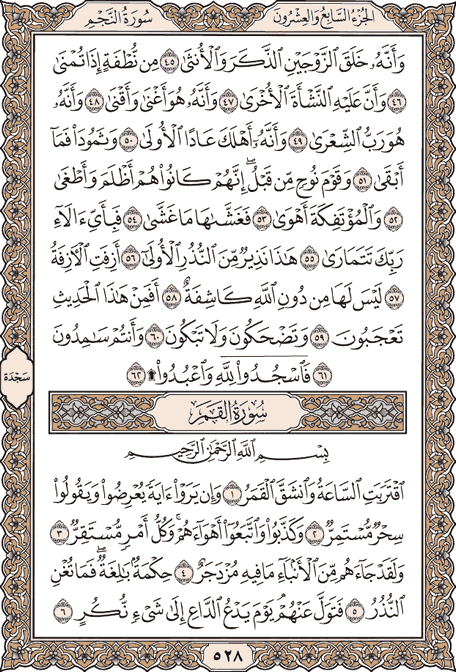 سُورَةُ النَّجْمِ الجُزْءُ السَّابِعُ وَالعِشْرُونَ
وَأَنَّهُۥ خَلَقَ ٱلزَّوْجَيْنِ ٱلذَّكَرَ وَٱلْأُنثَىٰ ٤٥ مِن نُّطْفَةٍ إِذَا تُمْنَىٰ
٤٦ وَأَنَّ عَلَيْهِ ٱلنَّشْأَةَ ٱلْأُخْرَىٰ ٤٧ وَأَنَّهُۥ هُوَ أَغْنَىٰ وَأَقْنَىٰ ٤٨ وَأَنَّهُۥ
هُوَ رَبُّ ٱلشِّعْرَىٰ ٤٩ وَأَنَّهُۥٓ أَهْلَكَ عَادًا ٱلْأُولَىٰ ٥٠ وَثَمُودَا۟ فَمَآ
أَبْقَىٰ ٥١ وَقَوْمَ نُوحٍ مِّن قَبْلُ ۖ إِنَّهُمْ كَانُوا۟ هُمْ أَظْلَمَ وَأَطْغَىٰ
٥٢ وَٱلْمُؤْتَفِكَةَ أَهْوَىٰ ٥٣ فَغَشَّىٰهَا مَا غَشَّىٰ ٥٤ فَبِأَىِّ ءَالَآءِ
رَبِّكَ تَتَمَارَىٰ ٥٥ هَٰذَا نَذِيرٌ مِّنَ ٱلنُّذُرِ ٱلْأُولَىٰٓ ٥٦ أَزِفَتِ ٱلْـَٔازِفَةُ
٥٧ لَيْسَ لَهَا مِن دُونِ ٱللَّهِ كَاشِفَةٌ ٥٨ أَفَمِنْ هَٰذَا ٱلْحَدِيثِ
تَعْجَبُونَ ٥٩ وَتَضْحَكُونَ وَلَا تَبْكُونَ ٦٠ وَأَنتُمْ سَٰمِدُونَ
٦١ فَٱسْجُدُوا۟ لِلَّهِ وَٱعْبُدُوا۟ ۩ ٦٢
سَجْدَة
سُورَةُ القَمَرِ
بِسْمِ ٱللَّهِ ٱلرَّحْمَٰنِ ٱلرَّحِيمِ
ٱقْتَرَبَتِ ٱلسَّاعَةُ وَٱنشَقَّ ٱلْقَمَرُ ١ وَإِن يَرَوْا۟ ءَايَةً يُعْرِضُوا۟ وَيَقُولُوا۟
سِحْرٌ مُّسْتَمِرٌّ ٢ وَكَذَّبُوا۟ وَٱتَّبَعُوٓا۟ أَهْوَآءَهُمْ ۚ وَكُلُّ أَمْرٍ مُّسْتَقِرٌّ ٣
وَلَقَدْ جَآءَهُم مِّنَ ٱلْأَنۢبَآءِ مَا فِيهِ مُزْدَجَرٌ ٤ حِكْمَةٌۢ بَٰلِغَةٌ ۖ فَمَا تُغْنِ
ٱلنُّذُرُ ٥ فَتَوَلَّ عَنْهُمْ ۘ يَوْمَ يَدْعُ ٱلدَّاعِ إِلَىٰ شَىْءٍ نُّكُرٍ ٦
٥٢٨